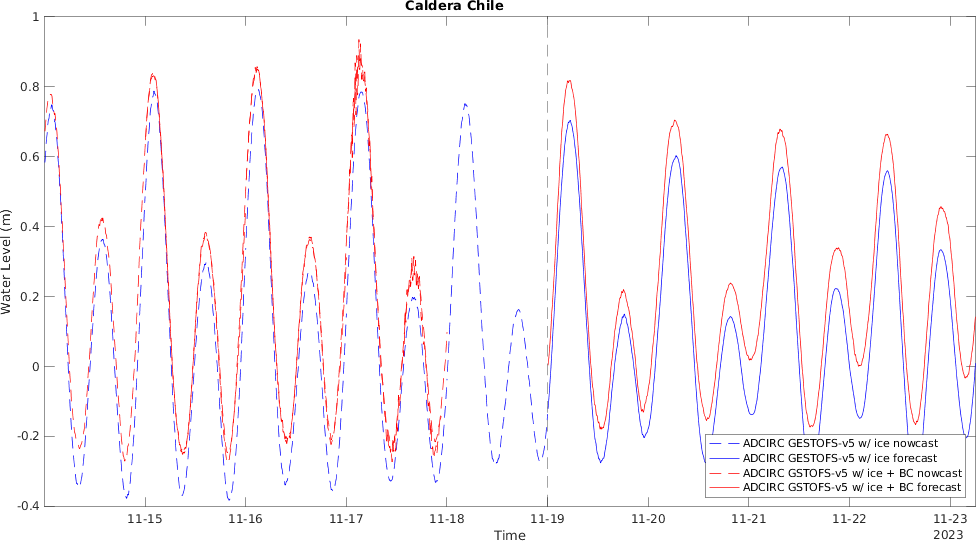 Caldera Chile
Water Level (m)
1
0.8
0.6
0.4
0.2
0
-0.2
-0.4
ADCIRC GESTOFS-v5 w/ ice nowcast
ADCIRC GESTOFS-v5 w/ ice forecast
ADCIRC GSTOFS-v5 w/ ice + BC nowcast
ADCIRC GSTOFS-v5 w/ ice + BC forecast
11-15 11-16 11-17 11-18 11-19 11-20 11-21 11-22 11-23
Time 2023